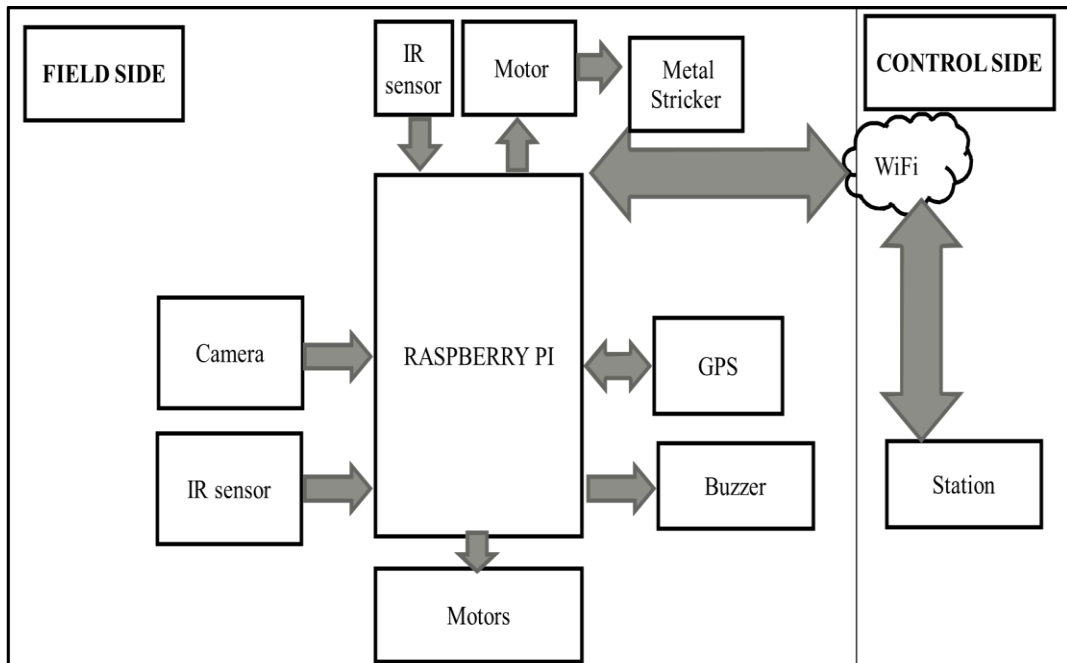 FIELD SIDE
IR
sensor
Motor
Metal
Stricker
CONTROL SIDE
WiFi
Camera
RASPBERRY PI
GPS
IR sensor
Buzzer
Station
Motors